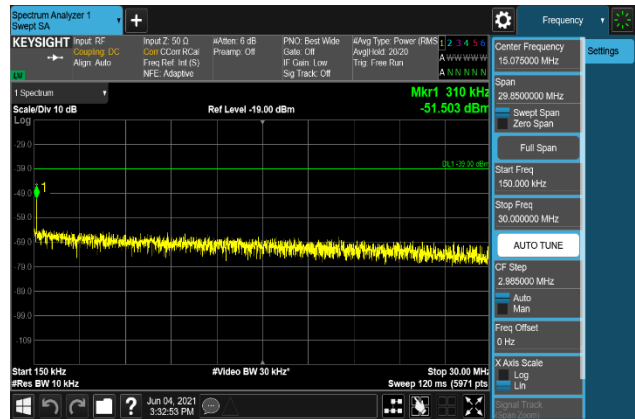 Spectrum Analyzer 1
Swept SA
+
Frequency
KEYSIGHT
Input: RF
Coupling: DC
Align: Auto
Input Z: 50 Ω
Corr CCorr RCal
Freq Ref: Int (S)
NFE: Adaptive
#Atten: 6 dB
Preamp: Off
PNO: Best Wide
Gate: Off
IF Gain: Low
Sig Track: Off
#Avg Type: Power (RMS
Avg|Hold: 20/20
Trig: Free Run
1 2 3 4 5 6
A W W W W W
A N N N N N
LW
1 Spectrum
Scale/Div 10 dB
Log
Ref Level -19.00 dBm
Mkr1 310 kHz
-51.503 dBm
DL1 -39.00 dBm
1
-29.0
-39.0
-49.0
-59.0
-69.0
-79.0
-89.0
-99.0
-109
Start 150 kHz
#Res BW 10 kHz
#Video BW 30 kHz*
Stop 30.00 MHz
Sweep 120 ms (5971 pts
Center Frequency
15.075000 MHz
Settings
Span
29.8500000 MHz
Swept Span
Zero Span
Full Span
Start Freq
150.000 kHz
Stop Freq
30.000000 MHz
AUTO TUNE
CF Step
2.985000 MHz
Auto
Man
Freq Offset
0 Hz
X Axis Scale
Log
Lin
Signal Track
(Span Zoom)
?
Jun 04, 2021
3:32:53 PM